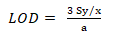 LOD = 3 Sy/x / a